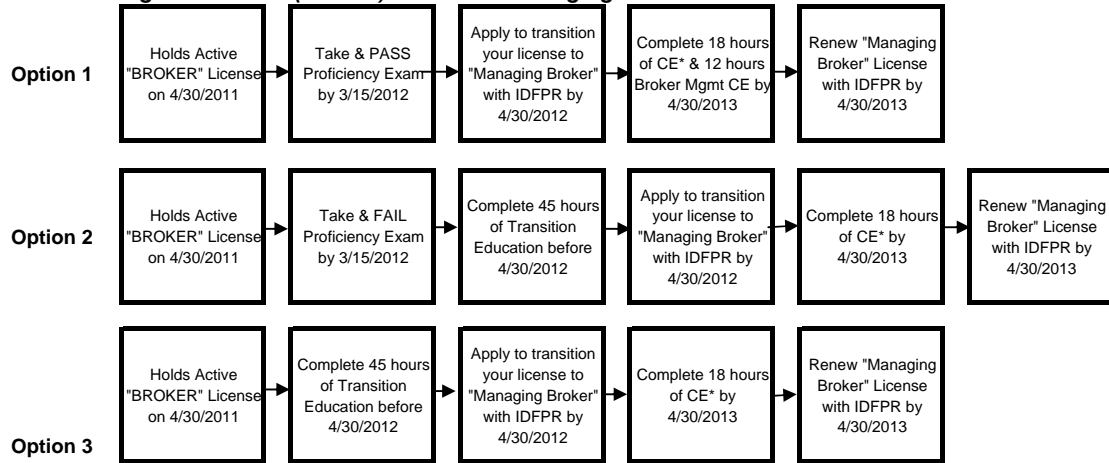 Option 1
Holds Active
"BROKER" License
on 4/30/2011
Take & PASS
Proficiency Exam
by 3/15/2012
Apply to transition
your license to
"Managing Broker"
with IDFPR by
4/30/2012
Complete 18 hours
of CE* & 12 hours
Broker Mgmt CE by
4/30/2013
Renew "Managing
Broker" License
with IDFPR by
4/30/2013
Option 2
Holds Active
"BROKER" License
on 4/30/2011
Take & FAIL
Proficiency Exam
by 3/15/2012
Complete 45 hours
of Transition
Education before
4/30/2012
Apply to transition
your license to
"Managing Broker"
with IDFPR by
4/30/2012
Complete 18 hours
of CE* by
4/30/2013
Renew "Managing
Broker" License
with IDFPR by
4/30/2013
Option 3
Holds Active
"BROKER" License
on 4/30/2011
Complete 45 hours
of Transition
Education before
4/30/2012
Apply to transition
your license to
"Managing Broker"
with IDFPR by
4/30/2012
Complete 18 hours
of CE* by
4/30/2013
Renew "Managing
Broker" License
with IDFPR by
4/30/2013